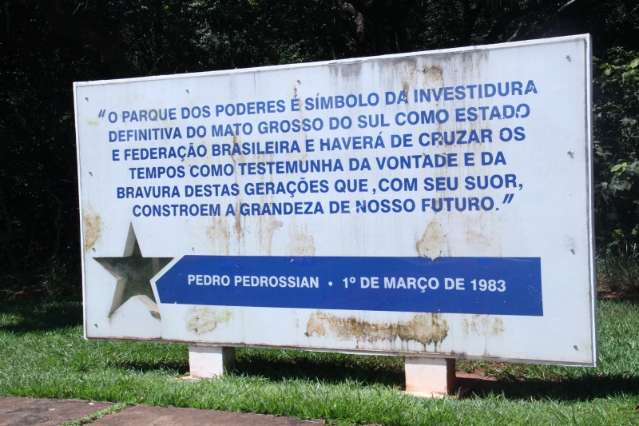 "O PARQUE DOS PODERES É SÍMBOLO DA INVESTIDURA
DEFINITIVA DO MATO GROSSO DO SUL COMO ESTADO
E FEDERAÇÃO BRASILEIRA E HAVERÁ DE CRUZAR OS
TEMPOS COMO TESTEMUNHA DA VONTADE E DA
BRAVURA DESTAS GERAÇÕES QUE, COM SEU SUOR,
CONSTROEM A GRANDEZA DE NOSSO FUTURO."
PEDRO PEDROSSIAN • 1º DE MARÇO DE 1983